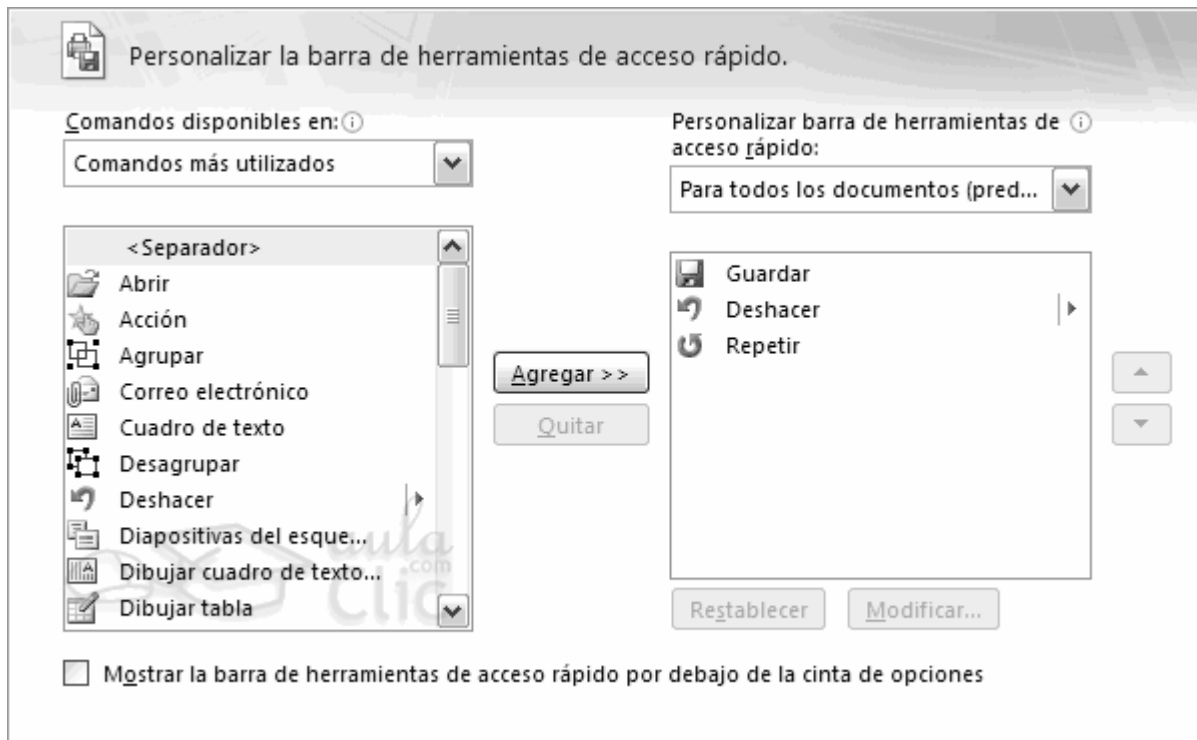 Personalizar la barra de herramientas de acceso rápido.
Comandos disponibles en:
Comandos más utilizados
<Separador>
Abrir
Acción
Agrupar
Correo electrónico
Cuadro de texto
Desagrupar
Deshacer
Diapositivas del esque...
Dibujar cuadro de texto...
Dibujar tabla
aula
.com
Clic
Agregar >>
Quitar
Personalizar barra de herramientas de
acceso rápido:
Para todos los documentos (pred...
Guardar
Deshacer
Repetir
Restablecer
Modificar...
Mostrar la barra de herramientas de acceso rápido por debajo de la cinta de opciones